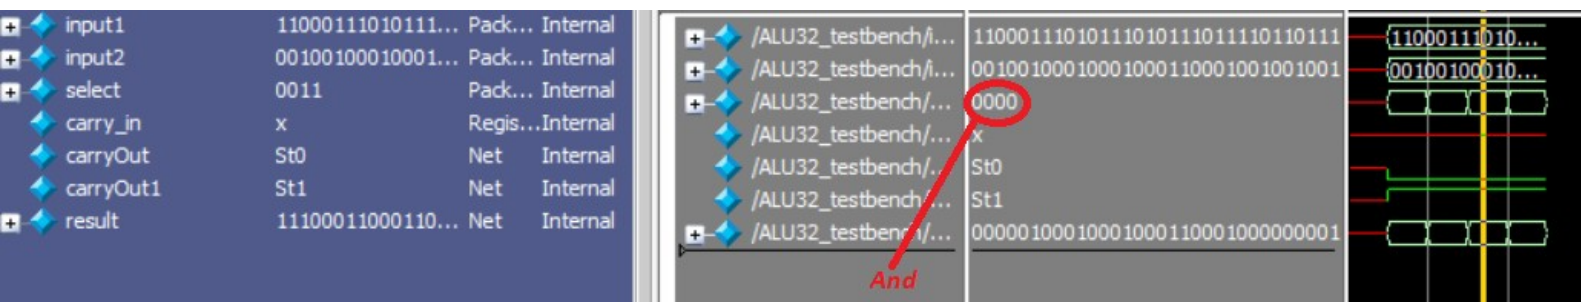 input1 11000111010111... Pack... Internal
input2 00100100010001... Pack... Internal
select 0011 Pack... Internal
carry_in x Regis...Internal
carryOut St0 Net Internal
carryOut1 St1 Net Internal
result 11100011000110... Net Internal
/ALU32_testbench/i... 11000111010111010111011110110111 11000111010...
/ALU32_testbench/i... 00100100010001000110001001001001 00100100010...
/ALU32_testbench/... 0000
/ALU32_testbench/... x
/ALU32_testbench/... St0
/ALU32_testbench/... St1
/ALU32_testbench/... 00000100010001000110001000000001
And